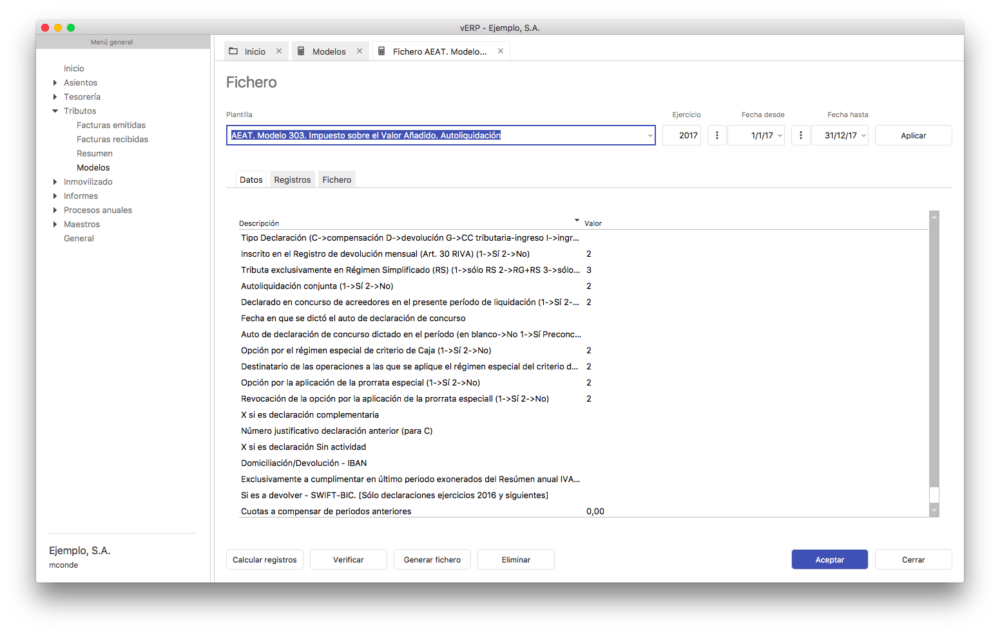 vERP - Ejemplo, S.A.
Menú general
Inicio
Asientos
Tesorería
Tributos
Facturas emitidas
Facturas recibidas
Resumen
Modelos
Inmovilizado
Informes
Procesos anuales
Maestros
General
Ejemplo, S.A.
mconde
Inicio Modelos Fichero AEAT. Modelo...
Fichero
Plantilla Ejercicio Fecha desde Fecha hasta
AEAT. Modelo 303. Impuesto sobre el Valor Añadido. Autoliquidación 2017 1/1/17 31/12/17 Aplicar
Datos Registros Fichero
Descripción Valor
Tipo Declaración (C->compensación D->devolución G->CC tributaria-ingreso I->ingr...
Inscrito en el Registro de devolución mensual (Art. 30 RIVA) (1->Sí 2->No) 2
Tributa exclusivamente en Régimen Simplificado (RS) (1->sólo RS 2->RG+RS 3->sólo... 3
Autoliquidación conjunta (1->Sí 2->No) 2
Declarado en concurso de acreedores en el presente período de liquidación (1->Sí 2-... 2
Fecha en que se dictó el auto de declaración de concurso
Auto de declaración de concurso dictado en el período (en blanco->No 1->Sí Preconc...
Opción por el régimen especial de criterio de Caja (1->Sí 2->No) 2
Destinatario de las operaciones a las que se aplique el régimen especial del criterio d... 2
Opción por la aplicación de la prorrata especial (1->Sí 2->No) 2
Revocación de la opción por la aplicación de la prorrata especiall (1->Sí 2->No) 2
X si es declaración complementaria
Número justificativo declaración anterior (para C)
X si es declaración Sin actividad
Domiciliación/Devolución - IBAN
Exclusivamente a cumplimentar en último periodo exonerados del Resúmen anual IVA...
Si es a devolver - SWIFT-BIC. [Sólo declaraciones ejercicios 2016 y siguientes]
Cuotas a compensar de periodos anteriores 0,00
Calcular registros Verificar Generar fichero Eliminar Aceptar Cerrar